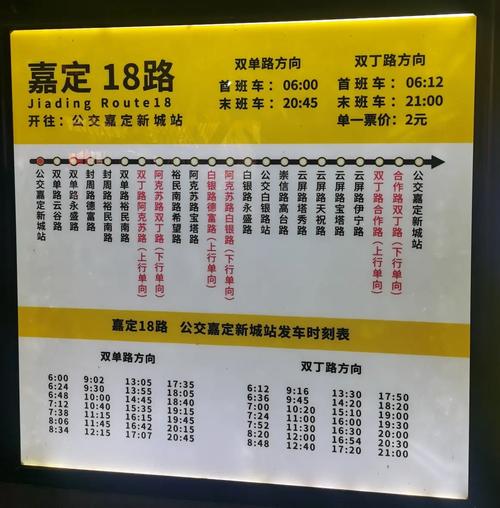 嘉定 18路
Jiading Route18
开往：公交嘉定新城站
双单路方向
首班车：06:00
末班车：20:45
双丁路方向
首班车：06:12
末班车：21:00
单一票价：2元
公交嘉定新城站
双单路云谷路
双单路永盛路
封周路德富路
封周路裕民南路
双单路裕民南路
双丁路阿克苏路（上行单向）
阿克苏路双丁路（下行单向）
裕民南路希望路
阿克苏路宝塔路
白银路德富路（上行单向）
阿克苏路白银路（下行单向）
白银路永盛路
公交白银路站
崇信路高台路
云屏路塔秀路
云屏路天祝路
云屏路宝塔路
云屏路伊宁路
双丁路合作路（上行单向）
合作路双丁路（下行单向）
公交嘉定新城站
嘉定18路 公交嘉定新城站发车时刻表
双单路方向
6:00 9:02 13:05 17:35
6:24 9:30 13:55 18:05
6:48 10:00 14:45 18:40
7:12 10:40 15:35 19:15
7:38 11:15 16:15 19:45
8:06 11:45 16:42 20:15
8:34 12:15 17:07 20:45
双丁路方向
6:12 9:16 13:30 17:50
6:36 9:45 14:20 18:20
7:00 10:20 15:10 19:00
7:24 11:00 16:00 19:30
7:52 11:30 16:30 20:00
8:20 12:00 16:54 20:30
8:48 12:40 17:20 21:00